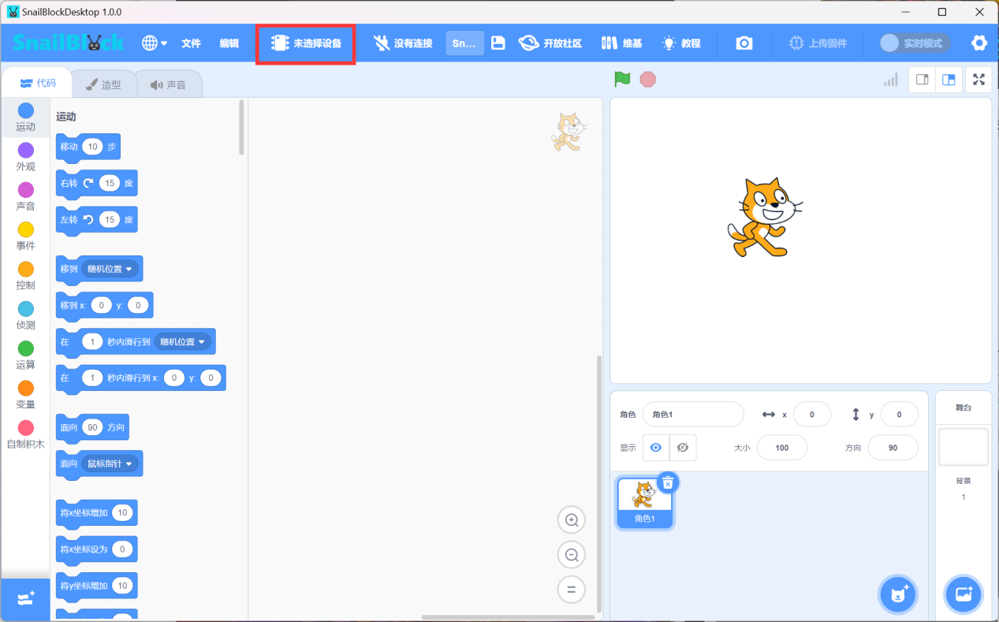 SnailBlockDesktop 1.0.0
SnailBlock
文件
编辑
未选择设备
没有连接
Sn...
开放社区
维基
教程
上传固件
实时模式
代码
造型
声音
运动
外观
声音
事件
控制
侦测
运算
变量
自制积木
运动
移动 10 步
右转 15 度
左转 15 度
移到 随机位置
移到 x: 0 y: 0
在 1 秒内滑行到 随机位置
在 1 秒内滑行到 x: 0 y: 0
面向 90 方向
面向 鼠标指针
将x坐标增加 10
将x坐标设为 0
将y坐标增加 10
角色 角色1 x 0 y 0
显示 大小 100 方向 90
角色1
舞台
背景
1